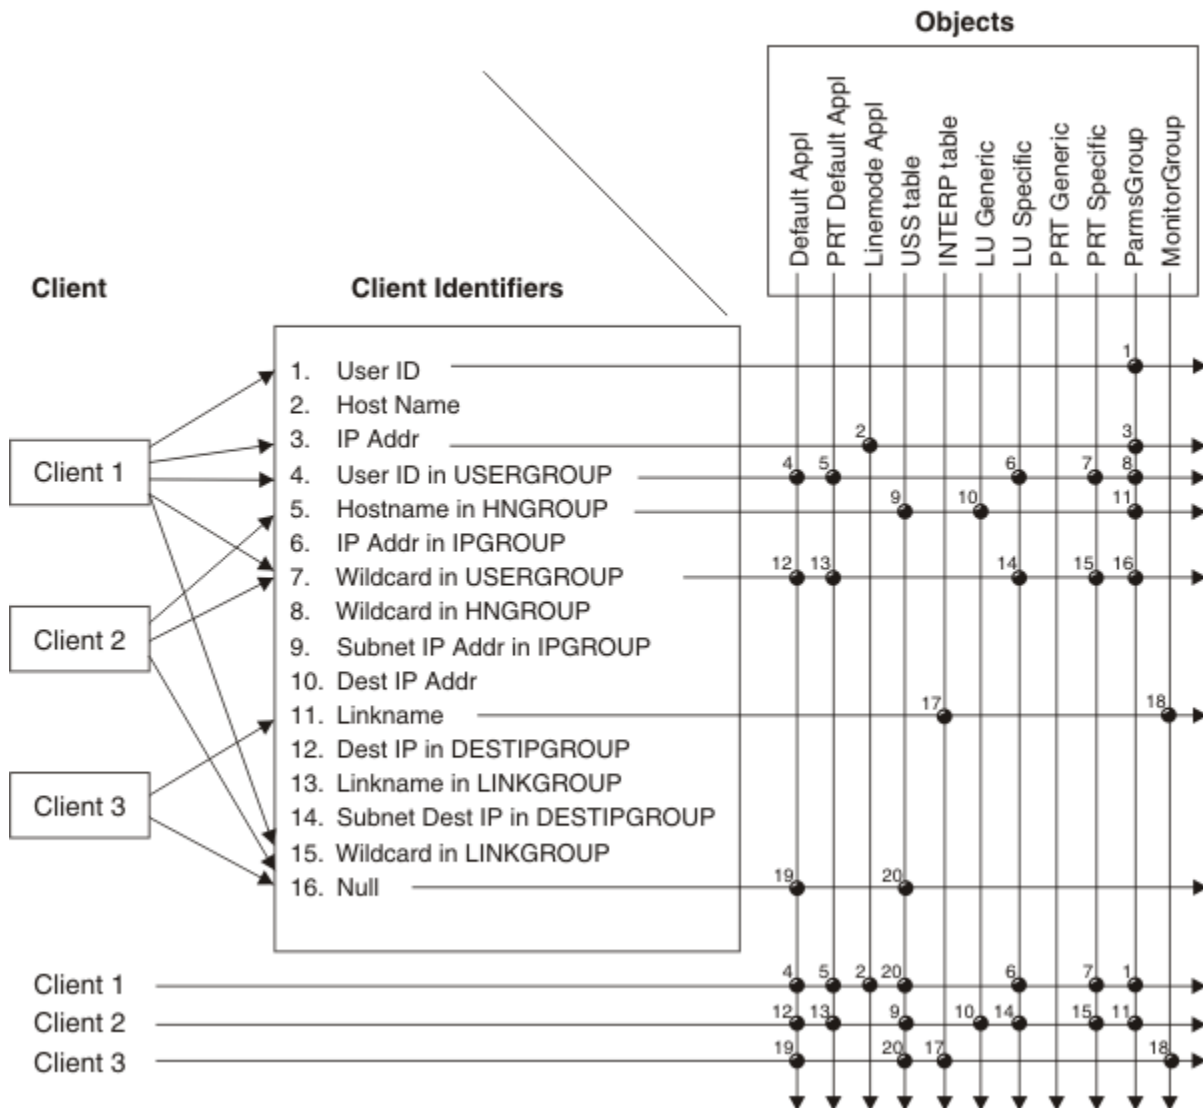 Objects
Default Appl
PRT Default Appl
Linemode Appl
USS table
INTERP table
LU Generic
LU Specific
PRT Generic
PRT Specific
ParmsGroup
MonitorGroup
Client
Client Identifiers
Client 1
Client 2
Client 3
1. User ID
2. Host Name
3. IP Addr
4. User ID in USERGROUP
5. Hostname in HNGROUP
6. IP Addr in IPGROUP
7. Wildcard in USERGROUP
8. Wildcard in HNGROUP
9. Subnet IP Addr in IPGROUP
10. Dest IP Addr
11. Linkname
12. Dest IP in DESTIPGROUP
13. Linkname in LINKGROUP
14. Subnet Dest IP in DESTIPGROUP
15. Wildcard in LINKGROUP
16. Null
1
2 3
4 5 6 7 8
9 10 11
12 13 14 15 16
17 18
19 20
Client 1 4 5 2 20 6 7 1
Client 2 12 13 9 10 14 15 11
Client 3 19 20 17 18